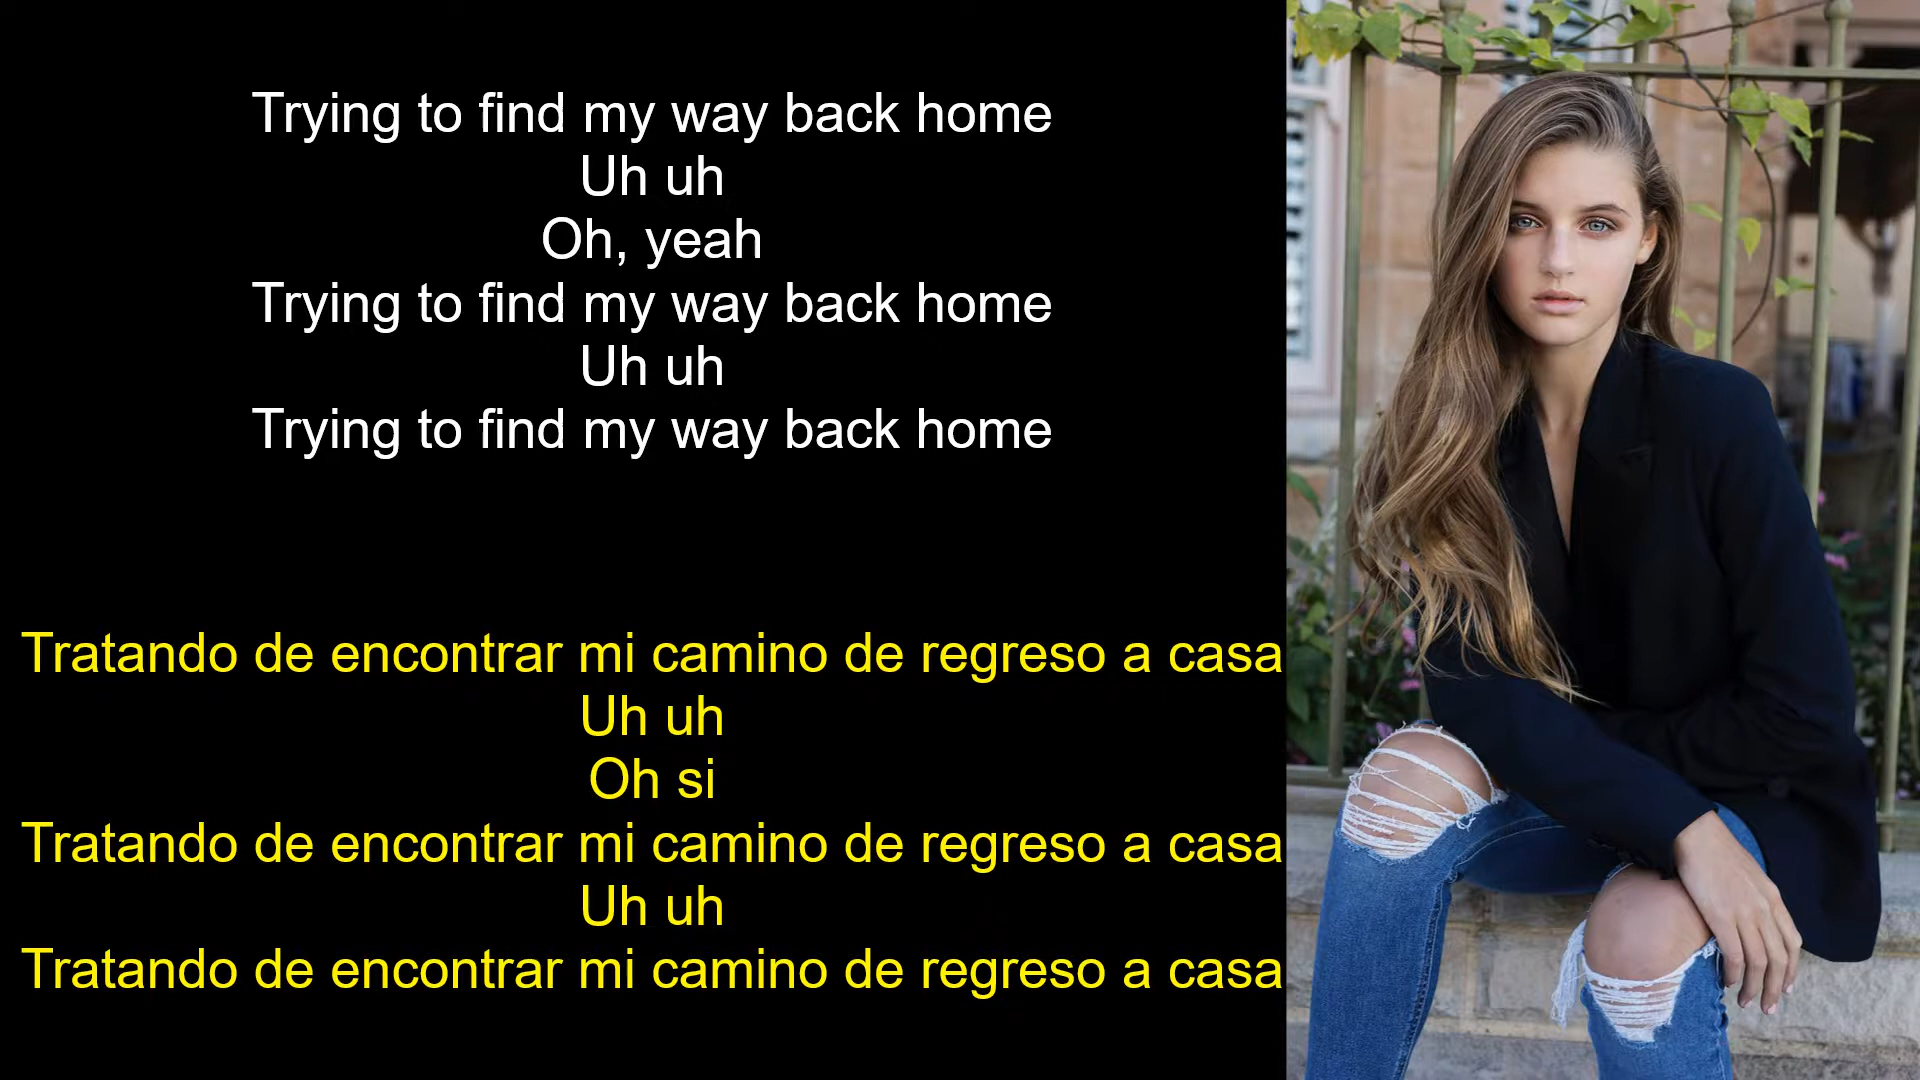 Trying to find my way back home
Uh uh
Oh, yeah
Trying to find my way back home
Uh uh
Trying to find my way back home
Tratando de encontrar mi camino de regreso a casa
Uh uh
Oh si
Tratando de encontrar mi camino de regreso a casa
Uh uh
Tratando de encontrar mi camino de regreso a casa